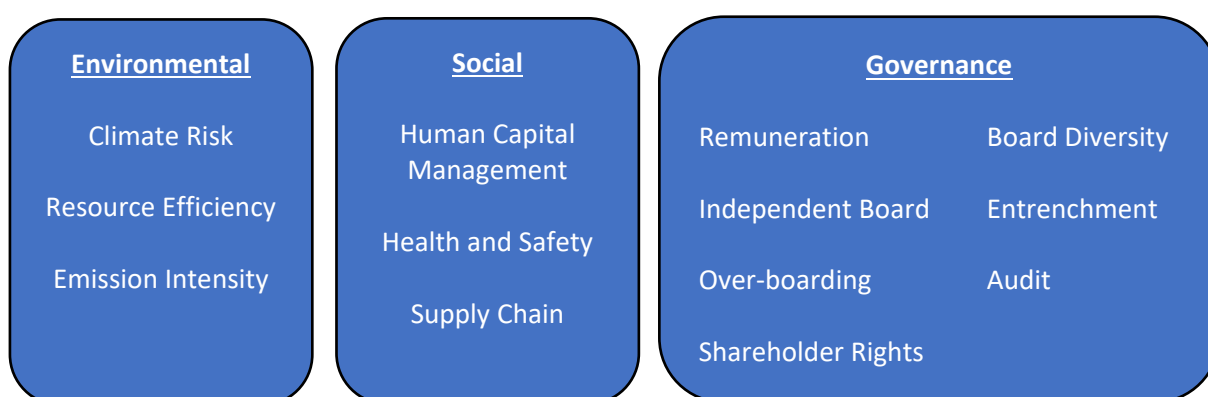 Environmental
Climate Risk
Resource Efficiency
Emission Intensity
Social
Human Capital
Management
Health and Safety
Supply Chain
Governance
Remuneration
Independent Board
Over-boarding
Shareholder Rights
Board Diversity
Entrenchment
Audit